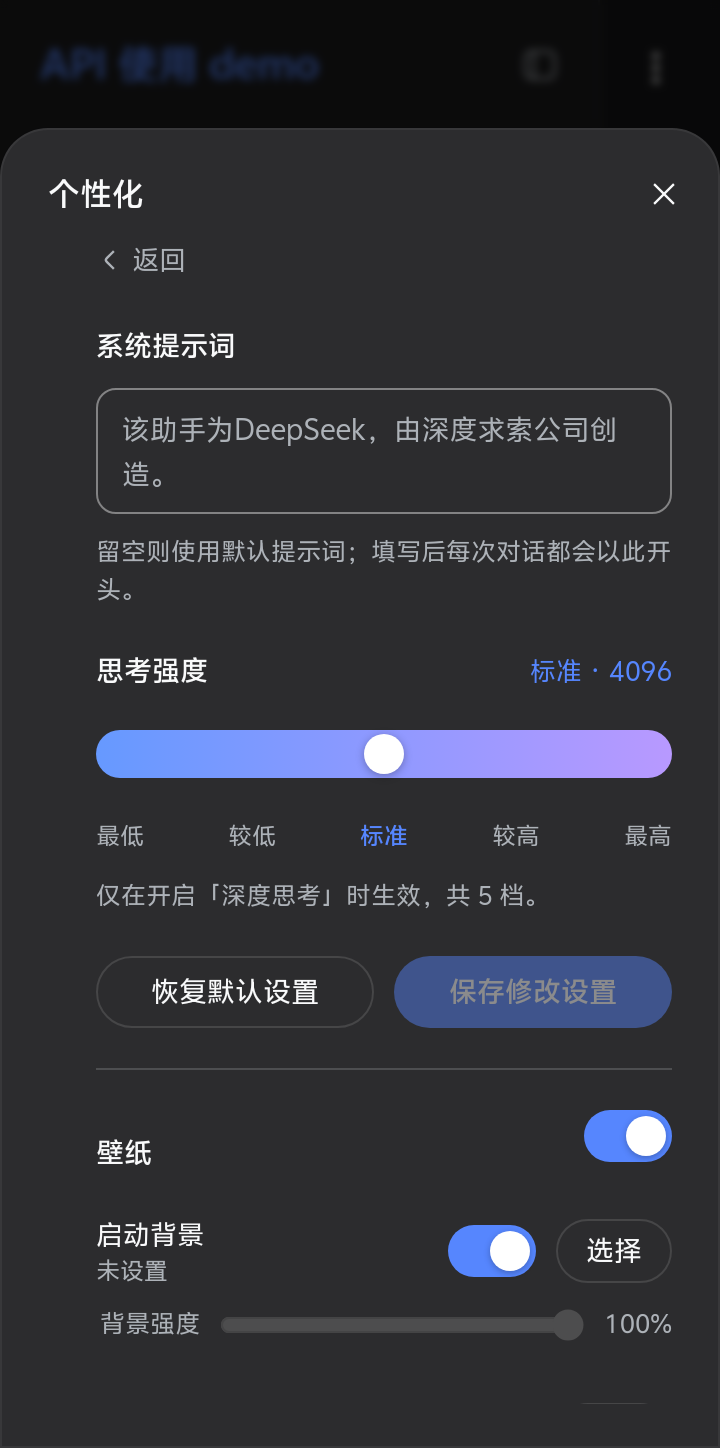 API 使用 demo
个性化
返回
系统提示词
该助手为DeepSeek，由深度求索公司创
造。
留空则使用默认提示词；填写后每次对话都会以此开
头。
思考强度
标准 · 4096
最低 较低 标准 较高 最高
仅在开启「深度思考」时生效，共 5 档。
恢复默认设置 保存修改设置
壁纸
启动背景
未设置
选择
背景强度 100%